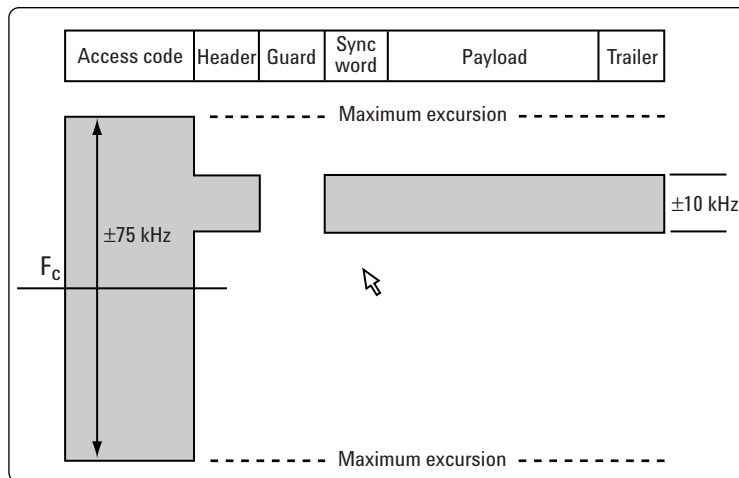 Access code Header Guard Sync word Payload Trailer
Maximum excursion
±10 kHz
±75 kHz
Fc
Maximum excursion